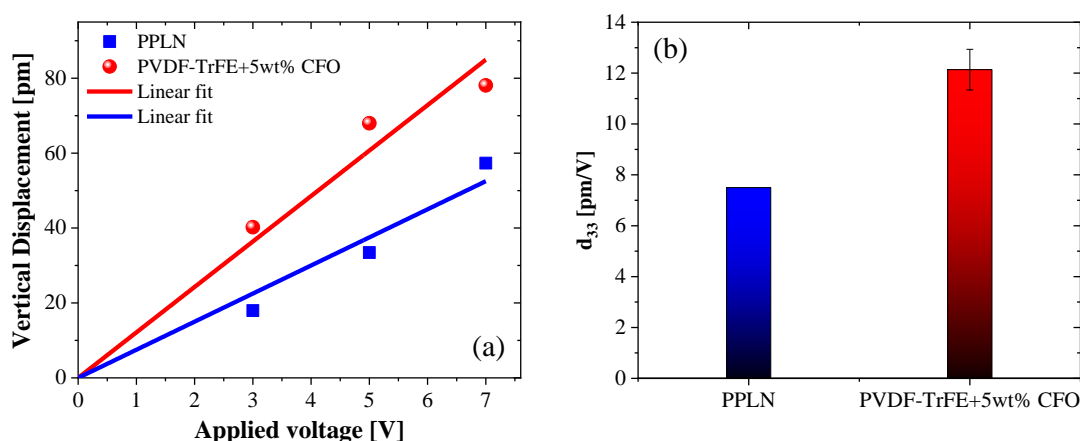 PPLN
PVDF-TrFE+5wt% CFO
Linear fit
Linear fit
(a)
Vertical Displacement [pm]
80
60
40
20
0
0 1 2 3 4 5 6 7
Applied voltage [V]
(b)
d33 [pm/V]
14
12
10
8
6
4
2
0
PPLN PVDF-TrFE+5wt% CFO